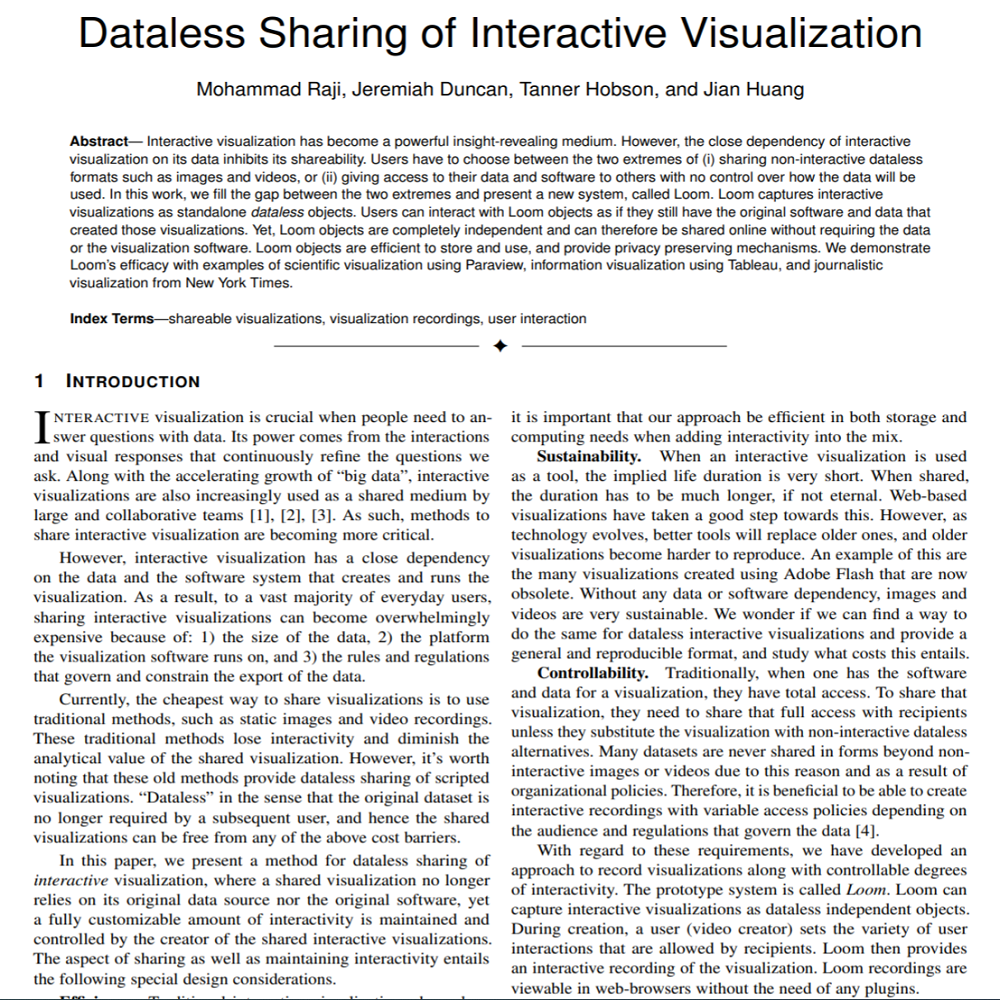 Dataless Sharing of Interactive Visualization
Mohammad Raji, Jeremiah Duncan, Tanner Hobson, and Jian Huang
Abstract— Interactive visualization has become a powerful insight-revealing medium. However, the close dependency of interactive
visualization on its data inhibits its shareability. Users have to choose between the two extremes of (i) sharing non-interactive dataless
formats such as images and videos, or (ii) giving access to their data and software to others with no control over how the data will be
used. In this work, we fill the gap between the two extremes and present a new system, called Loom. Loom captures interactive
visualizations as standalone dataless objects. Users can interact with Loom objects as if they still have the original software and data that
created those visualizations. Yet, Loom objects are completely independent and can therefore be shared online without requiring the data
or the visualization software. Loom objects are efficient to store and use, and provide privacy preserving mechanisms. We demonstrate
Loom's efficacy with examples of scientific visualization using Paraview, information visualization using Tableau, and journalistic
visualization from New York Times.
Index Terms—shareable visualizations, visualization recordings, user interaction
1 INTRODUCTION
INTERACTIVE visualization is crucial when people need to an-
swer questions with data. Its power comes from the interactions
and visual responses that continuously refine the questions we
ask. Along with the accelerating growth of “big data”, interactive
visualizations are also increasingly used as a shared medium by
large and collaborative teams [1], [2], [3]. As such, methods to
share interactive visualization are becoming more critical.
However, interactive visualization has a close dependency
on the data and the software system that creates and runs the
visualization. As a result, to a vast majority of everyday users,
sharing interactive visualizations can become overwhelmingly
expensive because of: 1) the size of the data, 2) the platform
the visualization software runs on, and 3) the rules and regulations
that govern and constrain the export of the data.
Currently, the cheapest way to share visualizations is to use
traditional methods, such as static images and video recordings.
These traditional methods lose interactivity and diminish the
analytical value of the shared visualization. However, it's worth
noting that these old methods provide dataless sharing of scripted
visualizations. “Dataless” in the sense that the original dataset is
no longer required by a subsequent user, and hence the shared
visualizations can be free from any of the above cost barriers.
In this paper, we present a method for dataless sharing of
interactive visualization, where a shared visualization no longer
relies on its original data source nor the original software, yet
a fully customizable amount of interactivity is maintained and
controlled by the creator of the shared interactive visualizations.
The aspect of sharing as well as maintaining interactivity entails
the following special design considerations.
it is important that our approach be efficient in both storage and
computing needs when adding interactivity into the mix.
Sustainability. When an interactive visualization is used
as a tool, the implied life duration is very short. When shared,
the duration has to be much longer, if not eternal. Web-based
visualizations have taken a good step towards this. However, as
technology evolves, better tools will replace older ones, and older
visualizations become harder to reproduce. An example of this are
the many visualizations created using Adobe Flash that are now
obsolete. Without any data or software dependency, images and
videos are very sustainable. We wonder if we can find a way to
do the same for dataless interactive visualizations and provide a
general and reproducible format, and study what costs this entails.
Controllability. Traditionally, when one has the software
and data for a visualization, they have total access. To share that
visualization, they need to share that full access with recipients
unless they substitute the visualization with non-interactive dataless
alternatives. Many datasets are never shared in forms beyond non-
interactive images or videos due to this reason and as a result of
organizational policies. Therefore, it is beneficial to be able to create
interactive recordings with variable access policies depending on
the audience and regulations that govern the data [4].
With regard to these requirements, we have developed an
approach to record visualizations along with controllable degrees
of interactivity. The prototype system is called Loom. Loom can
capture interactive visualizations as dataless independent objects.
During creation, a user (video creator) sets the variety of user
interactions that are allowed by recipients. Loom then provides
an interactive recording of the visualization. Loom recordings are
viewable in web-browsers without the need of any plugins.